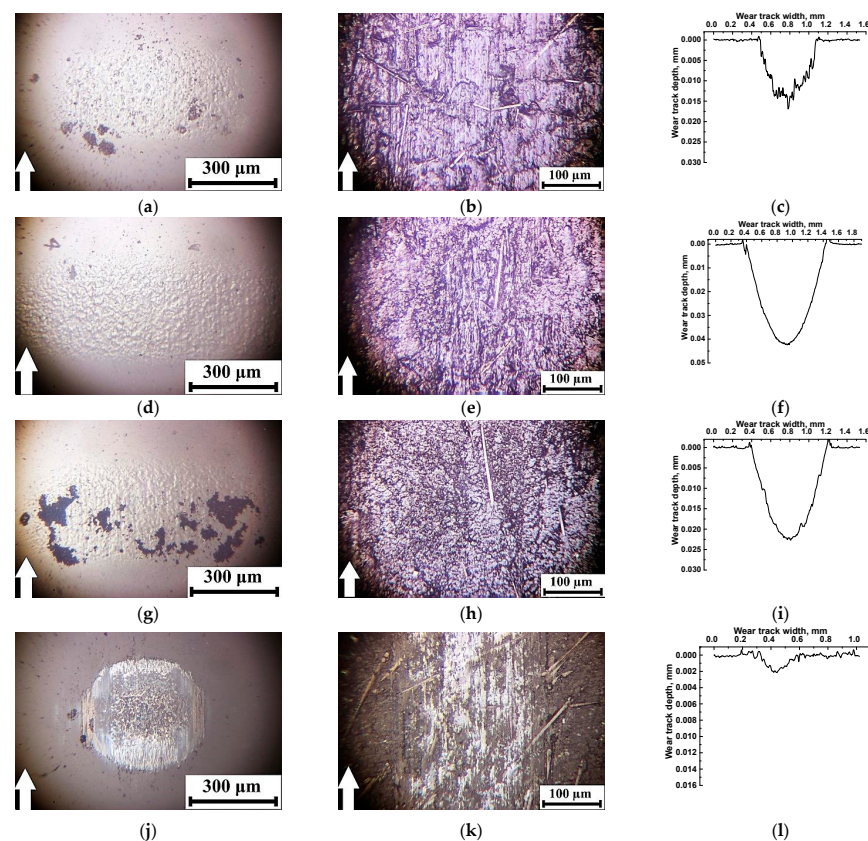 300 µm
100 µm
Wear track width, mm
0.0 0.2 0.4 0.6 0.8 1.0 1.2 1.4 1.6
Wear track depth, mm
0.000
0.005
0.010
0.015
0.020
0.025
0.030
(a)
(b)
(c)
300 µm
100 µm
Wear track width, mm
0.0 0.2 0.4 0.6 0.8 1.0 1.2 1.4 1.6 1.8
Wear track depth, mm
0.00
0.01
0.02
0.03
0.04
0.05
(d)
(e)
(f)
300 µm
100 µm
Wear track width, mm
0.0 0.2 0.4 0.6 0.8 1.0 1.2 1.4 1.6
Wear track depth, mm
0.000
0.005
0.010
0.015
0.020
0.025
0.030
(g)
(h)
(i)
300 µm
100 µm
Wear track width, mm
0.0 0.2 0.4 0.6 0.8 1.0
Wear track depth, mm
0.000
0.002
0.004
0.006
0.008
0.010
0.012
0.014
0.016
(j)
(k)
(l)